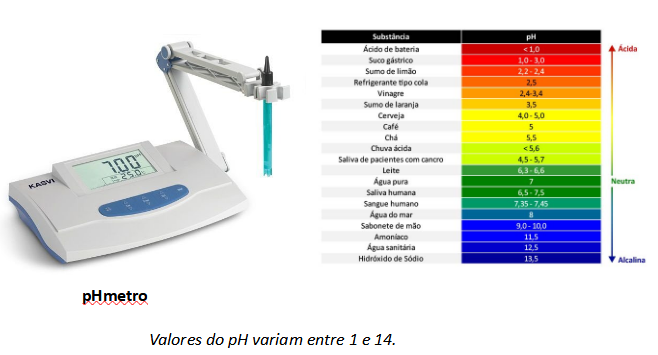 KASVI
7.00 pH
25.0
Substância pH
Ácido de bateria < 1,0
Suco gástrico 1,0 - 3,0
Sumo de limão 2,2 - 2,4
Refrigerante tipo cola 2,5
Vinagre 2,4-3,4
Sumo de laranja 3,5
Cerveja 4,0 - 5,0
Café 5
Chá 5,5
Chuva ácida < 5,6
Saliva de pacientes com cancro 4,5 - 5,7
Leite 6,3 - 6,6
Água pura 7
Saliva humana 6,5 - 7,5
Sangue humano 7,35 - 7,45
Água do mar 8
Sabonete de mão 9,0 - 10,0
Amoníaco 11,5
Água sanitária 12,5
Hidróxido de Sódio 13,5
Ácida
Neutra
Alcalina
pHmetro
Valores do pH variam entre 1 e 14.